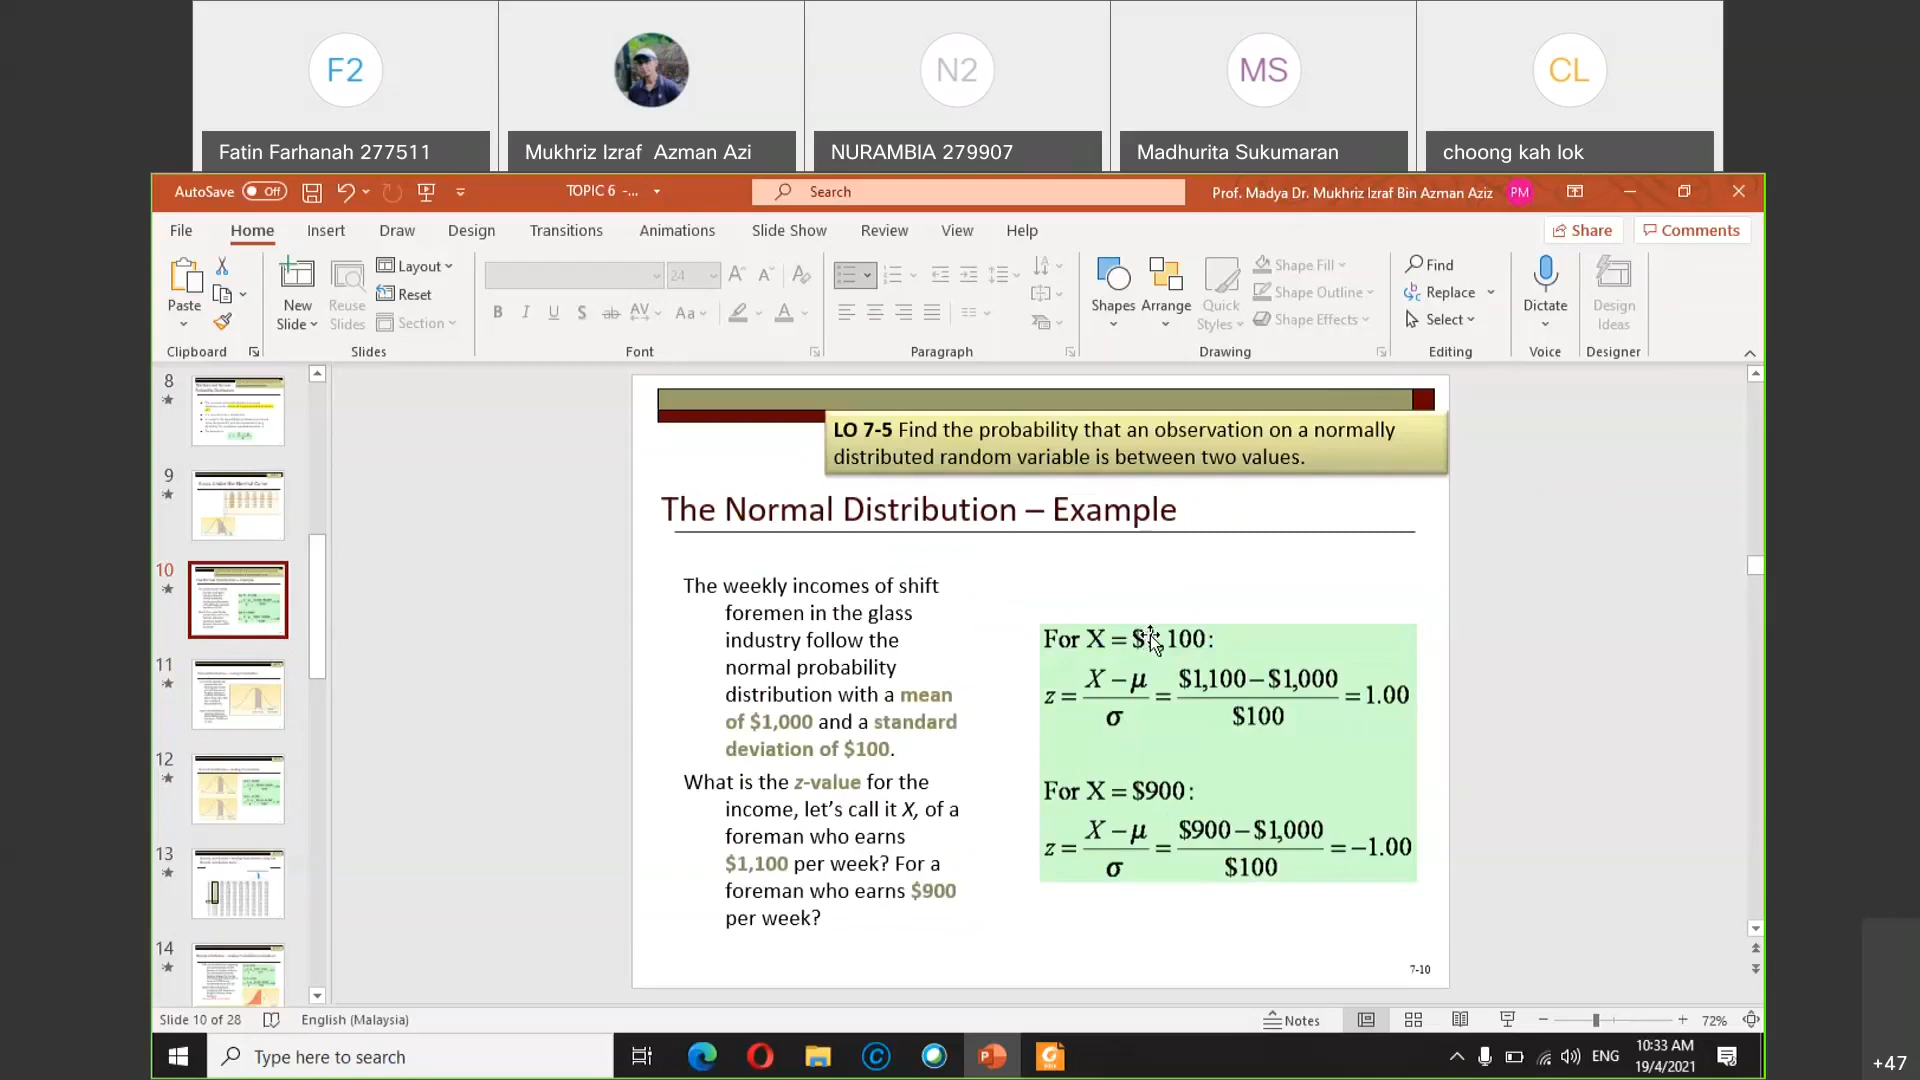 F2
N2
MS
CL
Fatin Farhanah 277511
Mukhriz Izraf Azman Azi
NURAMBIA 279907
Madhurita Sukumaran
choong kah lok
AutoSave Off
TOPIC 6 -...
Search
Prof. Madya Dr. Mukhriz Izraf Bin Azman Aziz PM
File Home Insert Draw Design Transitions Animations Slide Show Review View Help
Share Comments
Paste
New Slide
Reuse Slides
Layout
Reset
Section
24
Shapes
Arrange
Quick Styles
Shape Fill
Shape Outline
Shape Effects
Find
Replace
Select
Dictate
Design Ideas
Clipboard Slides Font Paragraph Drawing Editing Voice Designer
8
9
10
11
12
13
14
LO 7-5 Find the probability that an observation on a normally
distributed random variable is between two values.
The Normal Distribution – Example
The weekly incomes of shift
foremen in the glass
industry follow the
normal probability
distribution with a mean
of $1,000 and a standard
deviation of $100.
What is the z-value for the
income, let's call it X, of a
foreman who earns
$1,100 per week? For a
foreman who earns $900
per week?
For X = $1,100:
z = X − μ / σ = $1,100 − $1,000 / $100 = 1.00
For X = $900:
z = X − μ / σ = $900 − $1,000 / $100 = −1.00
7-10
Slide 10 of 28
English (Malaysia)
Notes
72%
Type here to search
ENG
10:33 AM
19/4/2021
+47